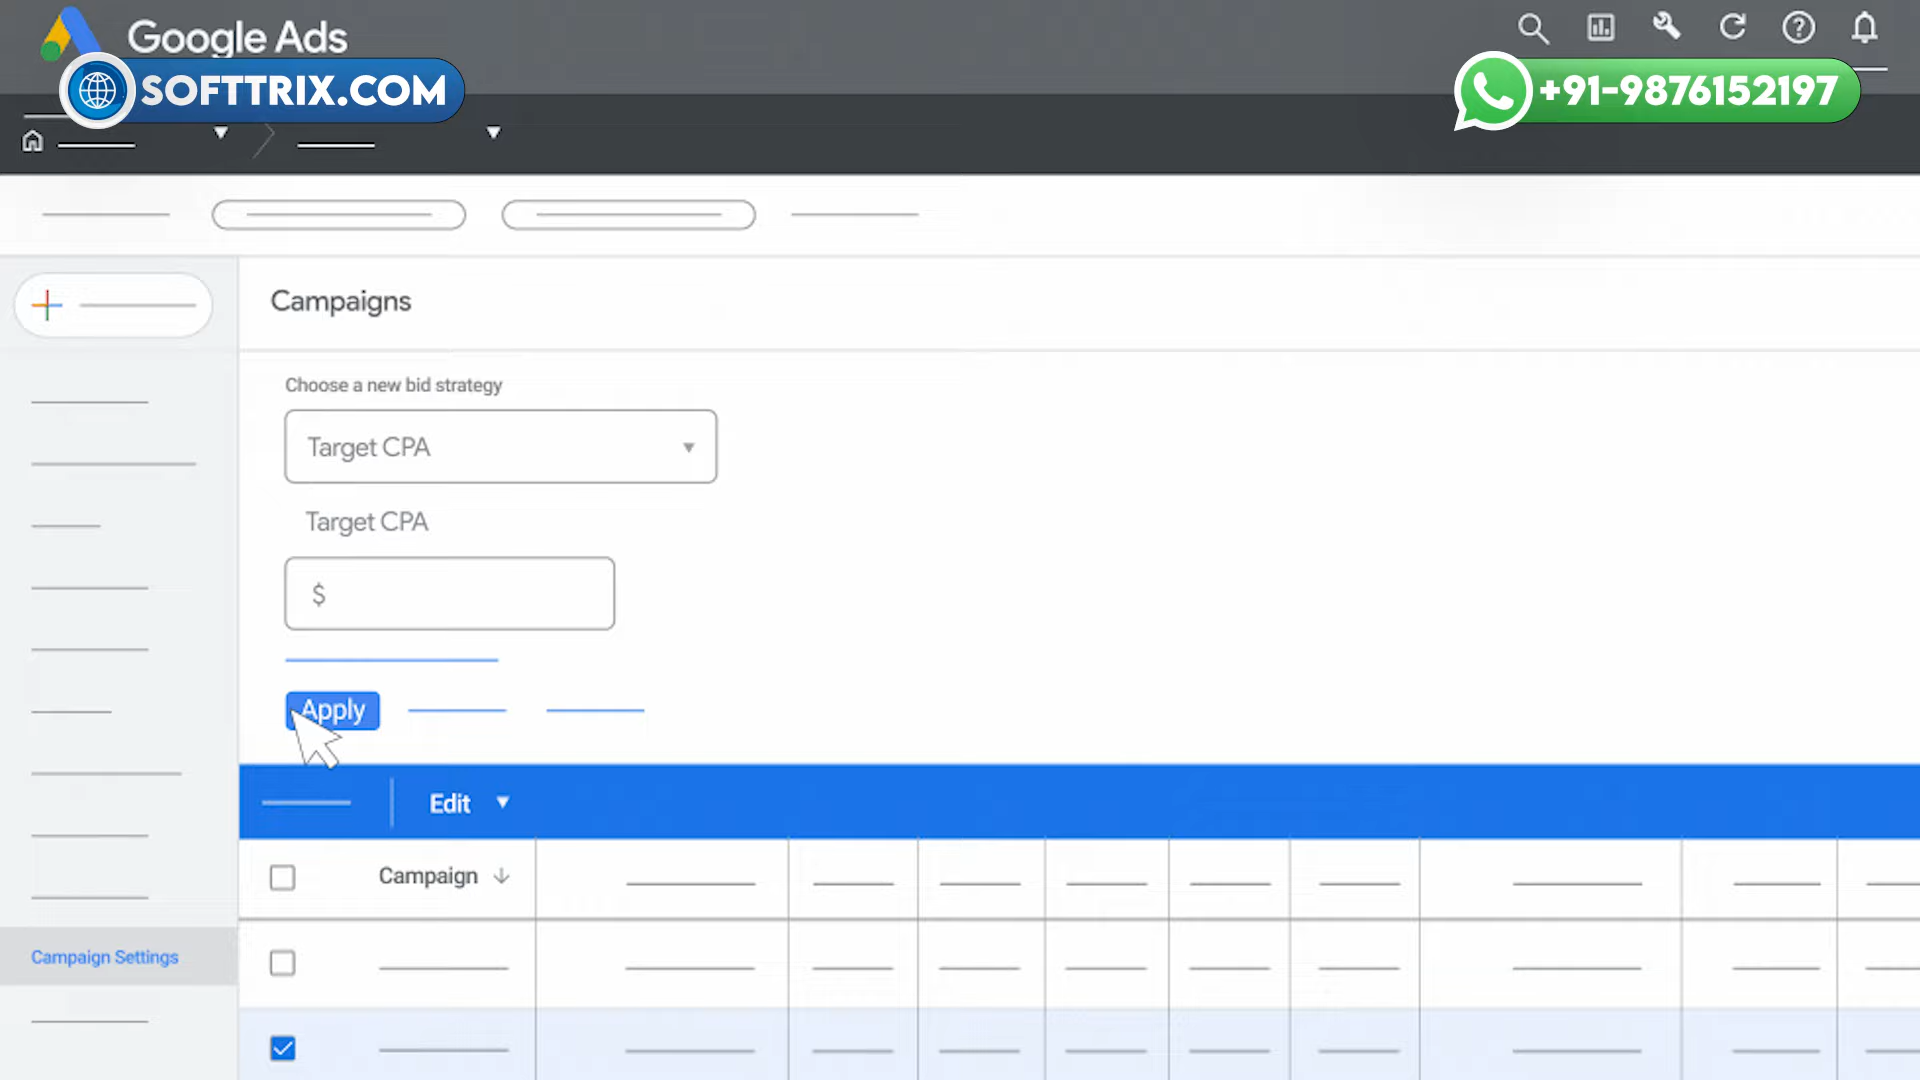 Google Ads
SOFTTRIX.COM
+91-9876152197
Campaigns
Choose a new bid strategy
Target CPA
Target CPA
$
Apply
Edit
Campaign
Campaign Settings